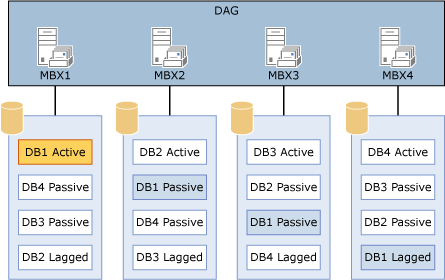 DAG
MBX1
MBX2
MBX3
MBX4
DB1 Active
DB4 Passive
DB3 Passive
DB2 Lagged
DB2 Active
DB1 Passive
DB4 Passive
DB3 Lagged
DB3 Active
DB2 Passive
DB1 Passive
DB4 Lagged
DB4 Active
DB3 Passive
DB2 Passive
DB1 Lagged